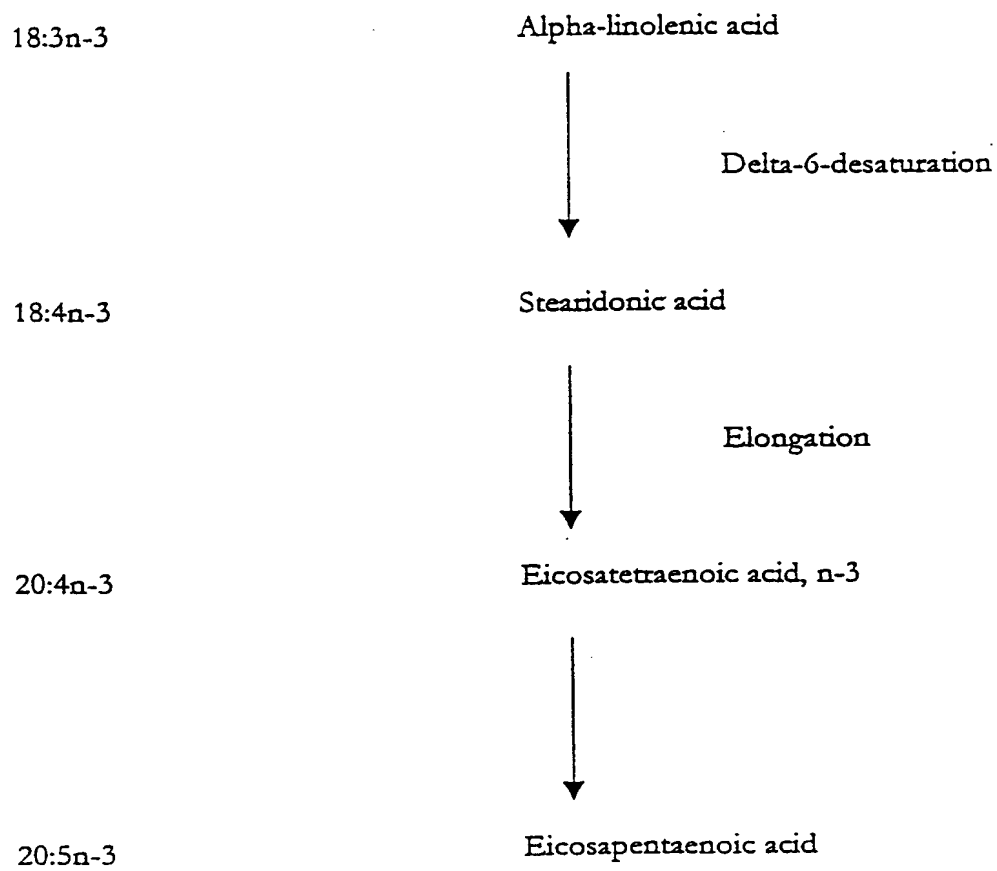 18:3n-3 Alpha-linolenic acid
Delta-6-desaturation
18:4n-3 Stearidonic acid
Elongation
20:4n-3 Eicosatetraenoic acid, n-3
20:5n-3 Eicosapentaenoic acid